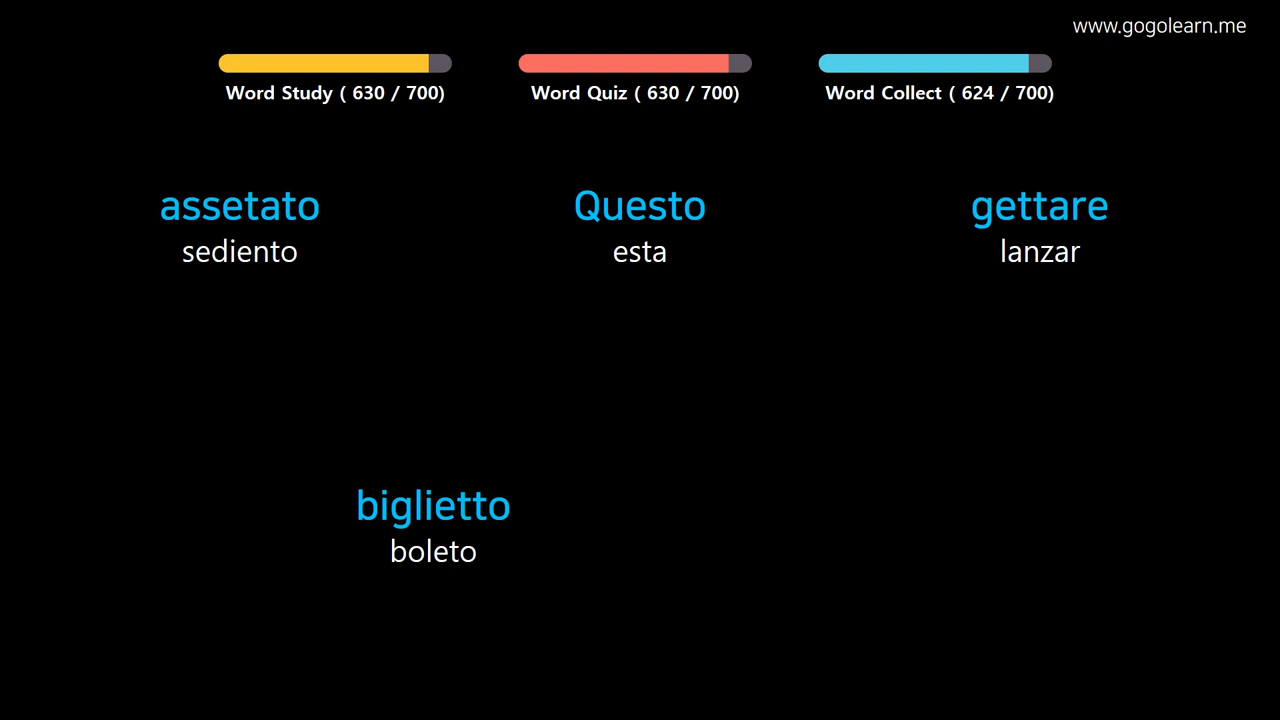 www.gogolearn.me
Word Study ( 630 / 700)
Word Quiz ( 630 / 700)
Word Collect ( 624 / 700)
assetato
sediento
Questo
esta
gettare
lanzar
biglietto
boleto